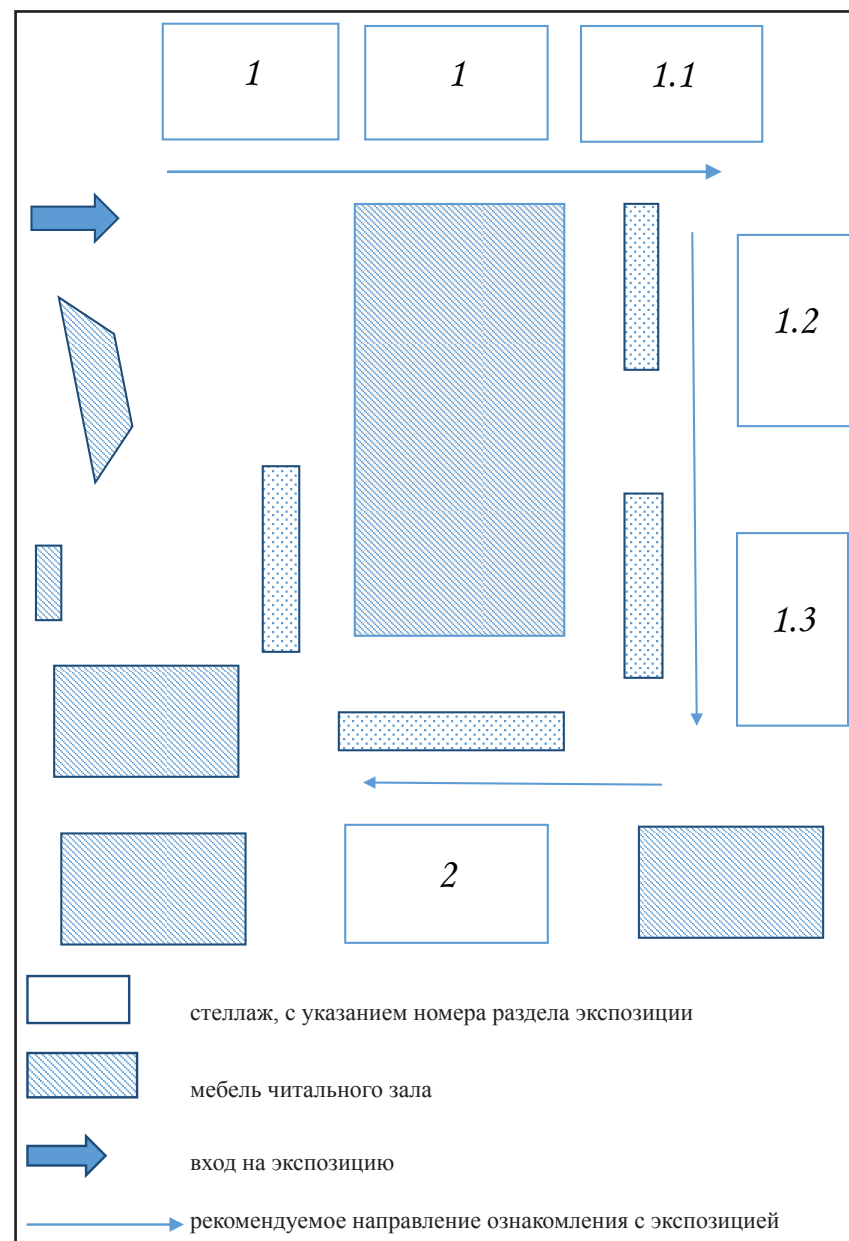 1
1
1.1
1.2
1.3
2
стеллаж, с указанием номера раздела экспозиции
мебель читального зала
вход на экспозицию
рекомендуемое направление ознакомления с экспозицией